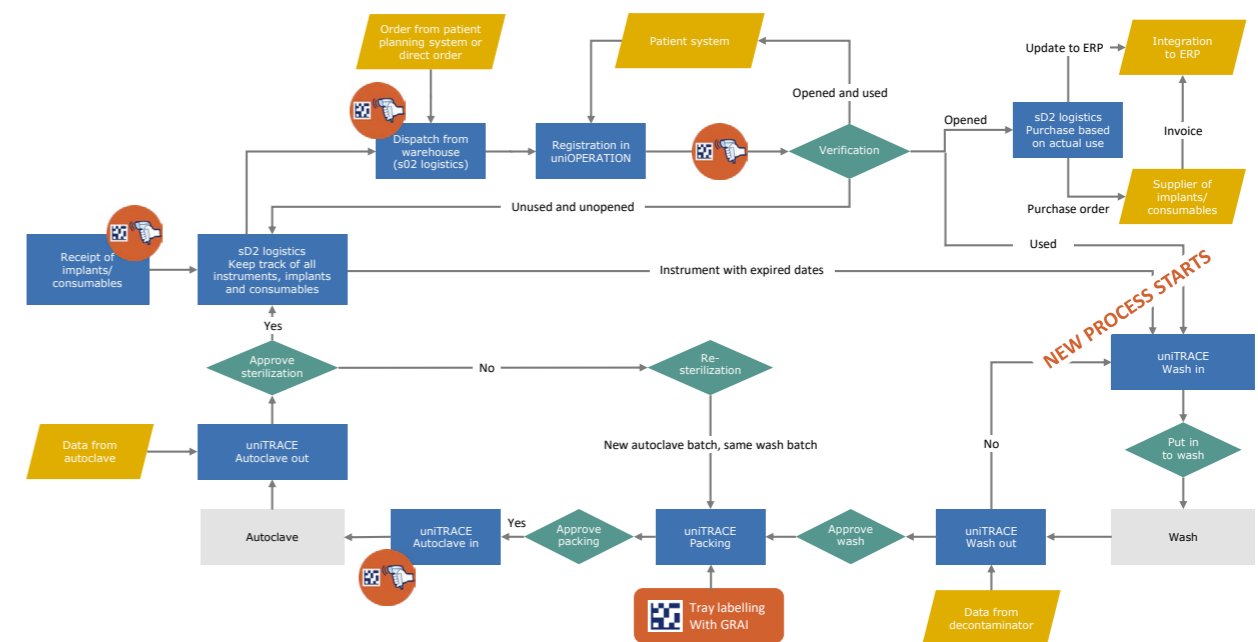 Order from patient
planning system or
direct order
Patient system
Update to ERP
Integration
to ERP
Opened and used
Dispatch from
warehouse
(s02 logistics)
Registration in
uniOPERATION
Verification
Opened
sD2 logistics
Purchase based
on actual use
Invoice
Unused and unopened
Purchase order
Supplier of
implants/
consumables
Receipt of
implants/
consumables
sD2 logistics
Keep track of all
instruments, implants
and consumables
Instrument with expired dates
Used
NEW PROCESS STARTS
Yes
Approve
sterilization
No
Re-
sterilization
uniTRACE
Wash in
Data from
autoclave
uniTRACE
Autoclave out
New autoclave batch, same wash batch
No
Put in
to wash
Autoclave
uniTRACE
Autoclave in
Yes
Approve
packing
uniTRACE
Packing
Approve
wash
uniTRACE
Wash out
Wash
Tray labelling
With GRAI
Data from
decontaminator